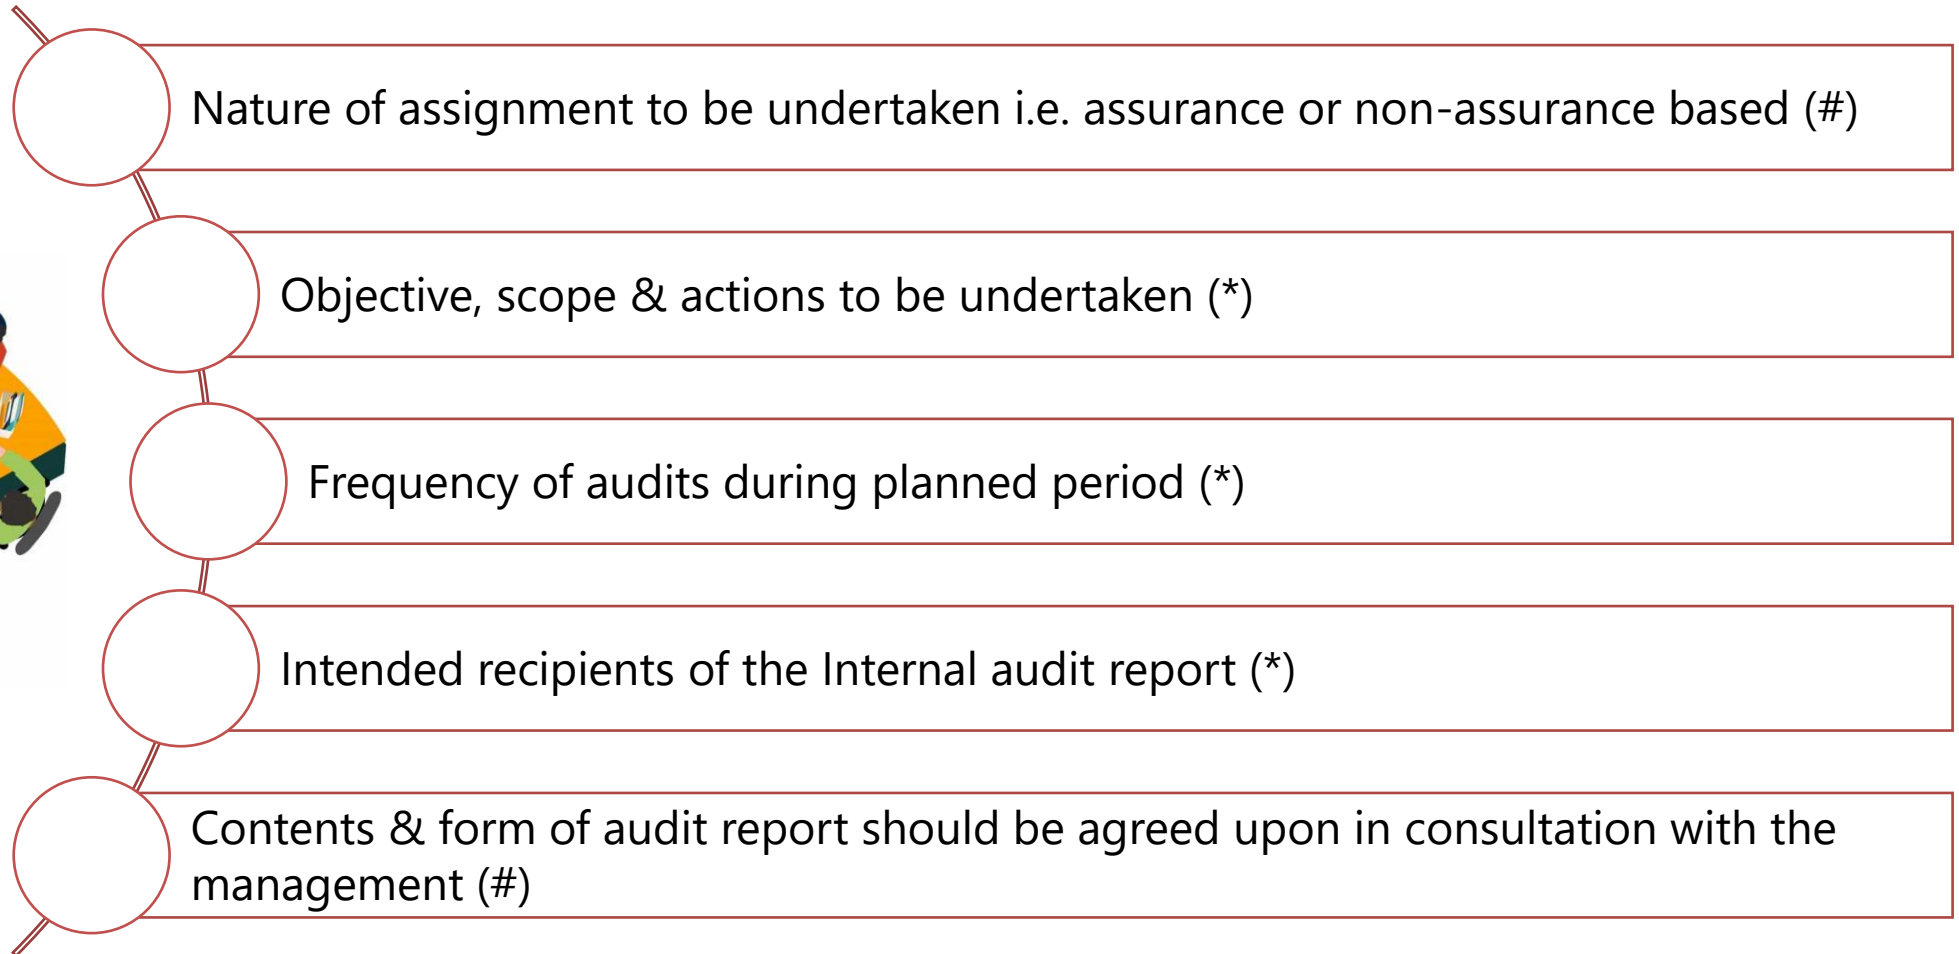 Nature of assignment to be undertaken i.e. assurance or non-assurance based (#)
Objective, scope & actions to be undertaken (*)
Frequency of audits during planned period (*)
Intended recipients of the Internal audit report (*)
Contents & form of audit report should be agreed upon in consultation with the
management (#)